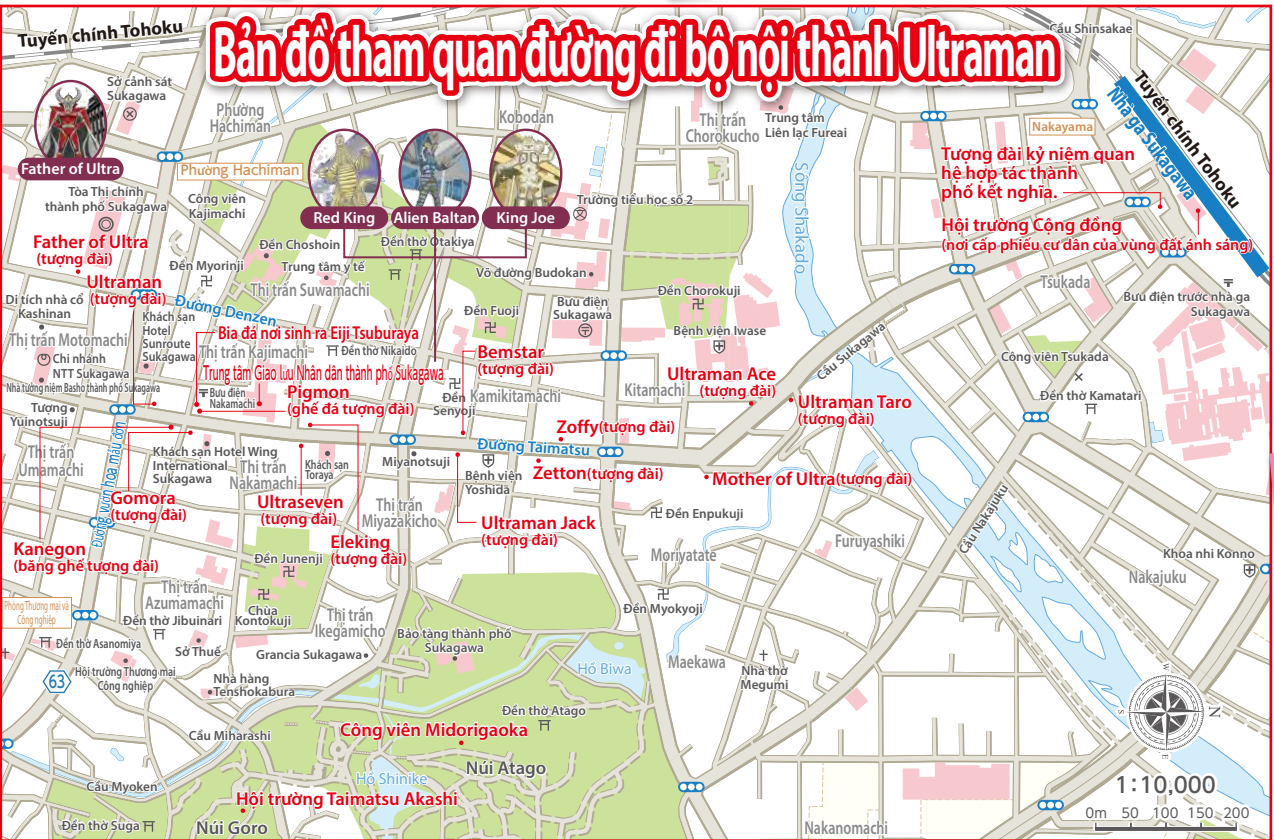 Bản đồ tham quan đường đi bộ nội thành Ultraman
Tuyến chính Tohoku
Cầu Shinsakae
Sở cảnh sát
Sukagawa
Phường
Hachiman
Kobodan
Thị trấn
Chorokucho
Trung tâm
Liên lạc Fureai
Nakayama
Tuyến chính Tohoku
Nhà ga Sukagawa
Father of Ultra
Phường Hachiman
Tượng đài kỷ niệm quan
hệ hợp tác thành
phố kết nghĩa.
Hội trường Cộng đồng
(nơi cấp phiếu cư dân của vùng đất ánh sáng)
Tòa Thị chính
thành phố Sukagawa
Công viên
Kajimachi
Red King
Alien Baltan
King Joe
Trường tiểu học số 2
Sông Shakado
Father of Ultra
(tượng đài)
Ultraman
(tượng đài)
Đền Choshoin
Đền thờ Otakiya
Đền Myorinji
Trung tâm y tế
Thị trấn Suwamachi
Võ đường Budokan
Đền Chorokuji
Tsukada
Bưu điện trước nhà ga
Sukagawa
Di tích nhà cổ
Kashinan
Đường Denzen
Khách sạn
Hotel
Sunroute
Sukagawa
Đền Fuoji
Bưu điện
Sukagawa
Bệnh viện Iwase
Cầu Sukagawa
Thị trấn Motomachi
Chi nhánh
NTT Sukagawa
Nhà tưởng niệm Basho thành phố Sukagawa
Bia đá nơi sinh ra Eiji Tsuburaya
Thị trấn Kajimachi
Đền thờ Nikaido
Trung tâm Giao lưu Nhân dân thành phố Sukagawa
Bemstar
(tượng đài)
Công viên Tsukada
Đền thờ Kamatari
Bưu điện
Nakamachi
Pigmon
(ghế đá tượng đài)
Đền
Senyoji
Kamikitamachi
Kitamachi
Ultraman Ace
(tượng đài)
Ultraman Taro
(tượng đài)
Tượng
Yuinotsuji
Zoffy(tượng đài)
Đường Taimatsu
Thị trấn
Umamachi
Đường vườn hoa mẫu đơn
Khách sạn Hotel Wing
International
Sukagawa
Thị trấn
Nakamachi
Khách sạn
Toraya
Miyanotsuji
Bệnh viện
Yoshida
Zetton(tượng đài)
Mother of Ultra(tượng đài)
Gomora
(tượng đài)
Ultraseven
(tượng đài)
Thị trấn
Miyazakicho
Ultraman Jack
(tượng đài)
Đền Enpukuji
Cầu Nakajuku
Kanegon
(băng ghế tượng đài)
Eleking
(tượng đài)
Đền Junenji
Moriyatate
Furuyashiki
Khoa nhi Konno
Nakajuku
Phòng Thương mại và
Công nghiệp
Thị trấn
Azumamachi
Đền thờ Jibuinari
Chùa
Kontokuji
Thị trấn
Ikegamicho
Đền Myokyoji
Đền thờ Asanomiya
Sở Thuế
Grancia Sukagawa
Bảo tàng thành phố
Sukagawa
Hồ Biwa
Maekawa
Nhà thờ
Megumi
63
Hội trường Thương mại
Công nghiệp
Nhà hàng
Tenshokabura
Cầu Miharashi
Công viên Midorigaoka
Đền thờ Atago
Núi Atago
Hồ Shinike
Cầu Myoken
Hội trường Taimatsu Akashi
Đền thờ Suga
Núi Goro
Nakanomachi
W
N
S
E
1:10,000
0m 50 100 150 200